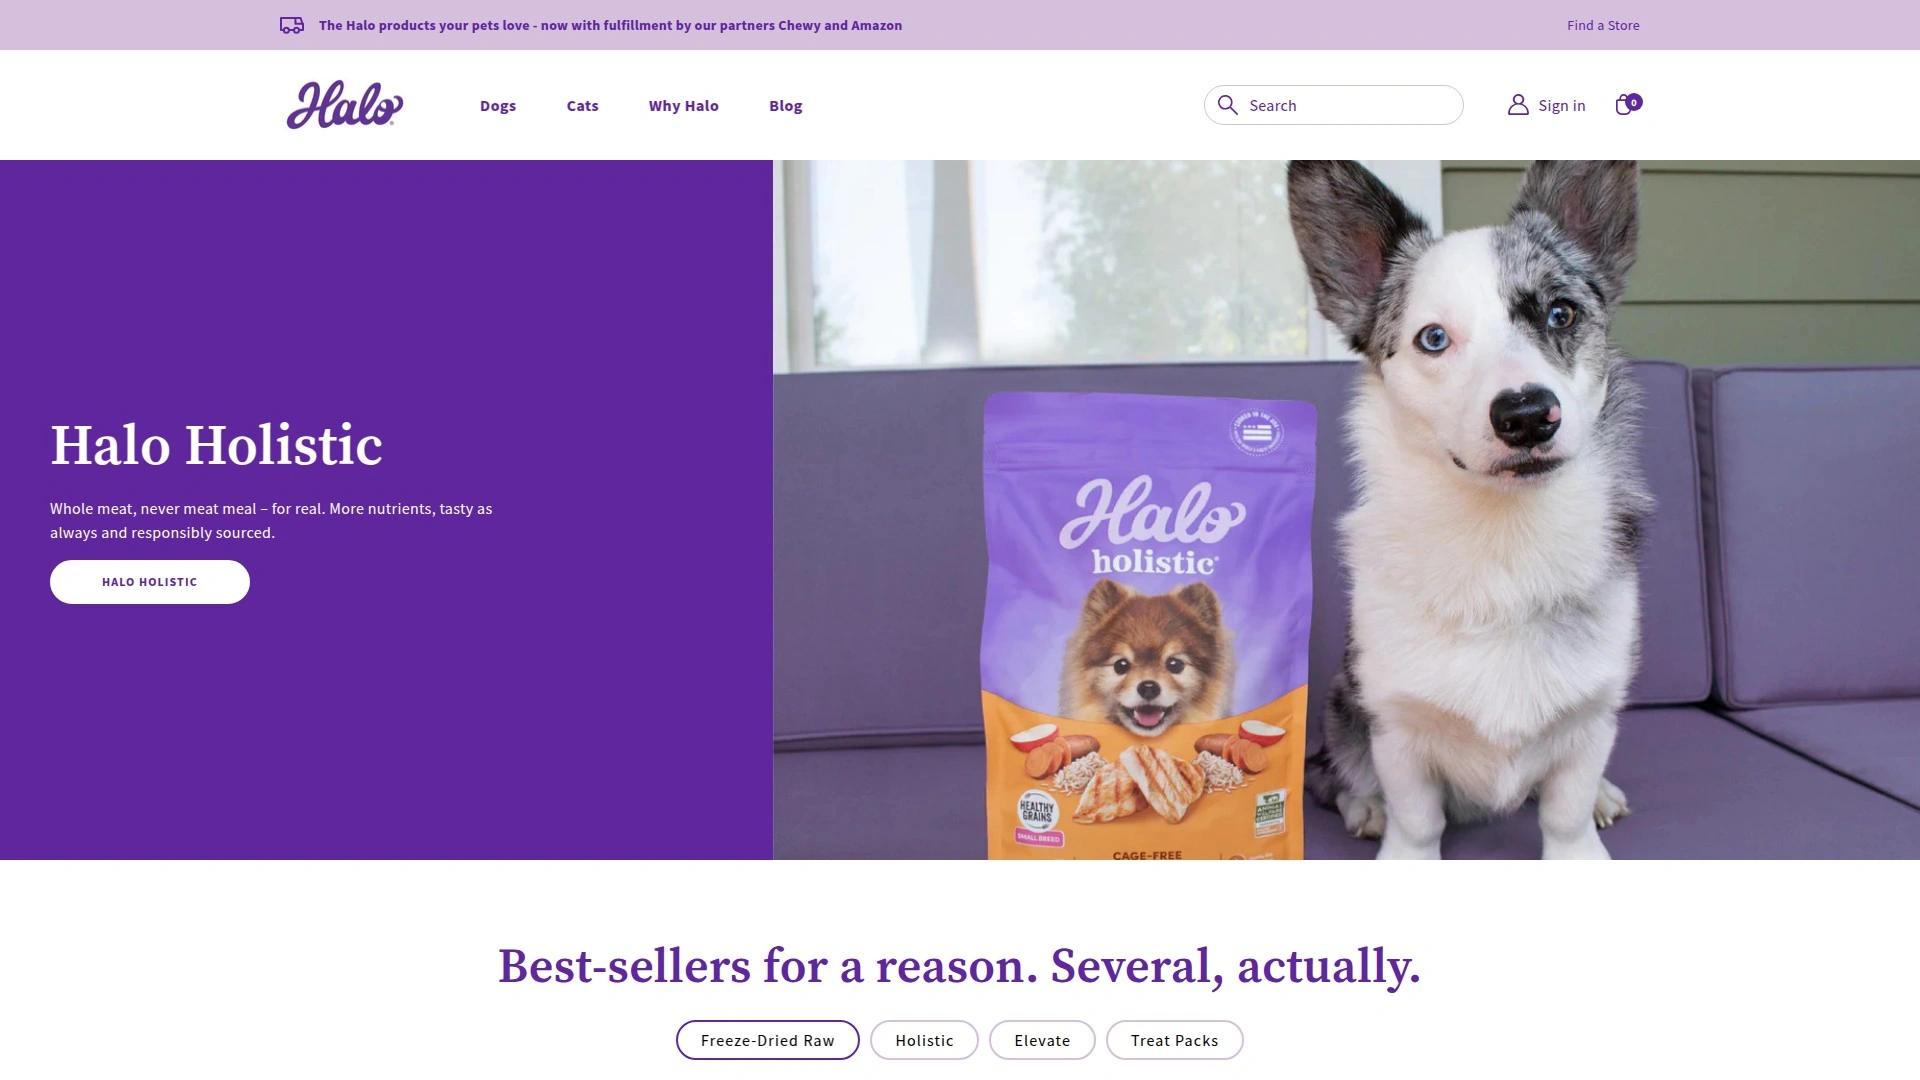 The Halo products your pets love - now with fulfillment by our partners Chewy and Amazon
Find a Store
Halo
Dogs
Cats
Why Halo
Blog
Search
Sign in
0
Halo Holistic
Whole meat, never meat meal – for real. More nutrients, tasty as
always and responsibly sourced.
HALO HOLISTIC
Halo
holistic
HEALTHY
GRAINS
SMALL BREED
CAGE-FREE
Best-sellers for a reason. Several, actually.
Freeze-Dried Raw
Holistic
Elevate
Treat Packs